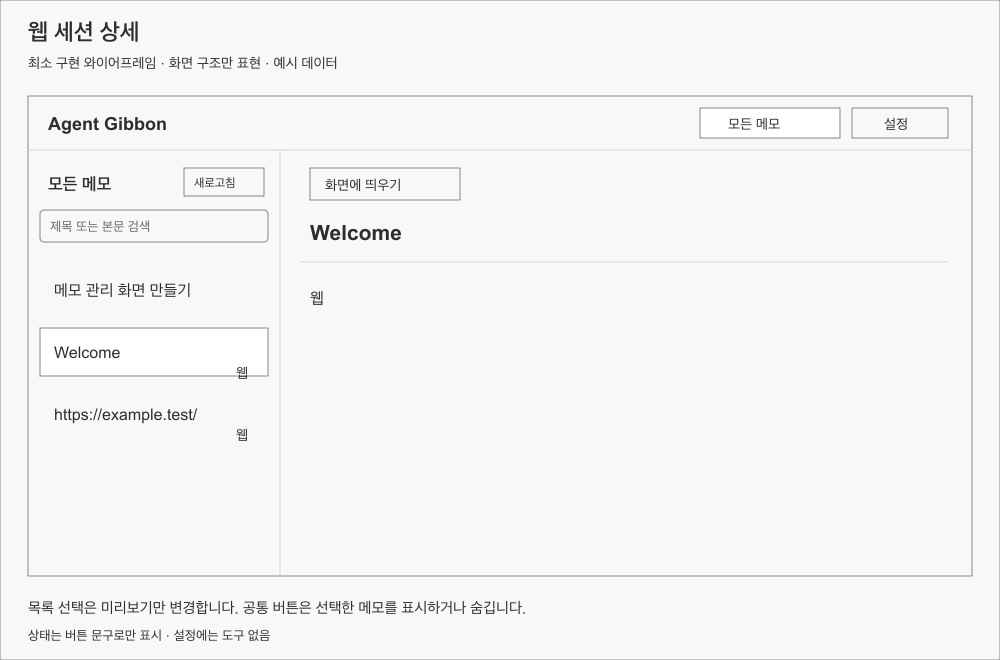 웹 세션 상세
최소 구현 와이어프레임 · 화면 구조만 표현 · 예시 데이터
Agent Gibbon
모든 메모
설정
모든 메모
새로고침
제목 또는 본문 검색
메모 관리 화면 만들기
Welcome
웹
https://example.test/
웹
화면에 띄우기
Welcome
웹
목록 선택은 미리보기만 변경합니다. 공통 버튼은 선택한 메모를 표시하거나 숨깁니다.
상태는 버튼 문구로만 표시 · 설정에는 도구 없음